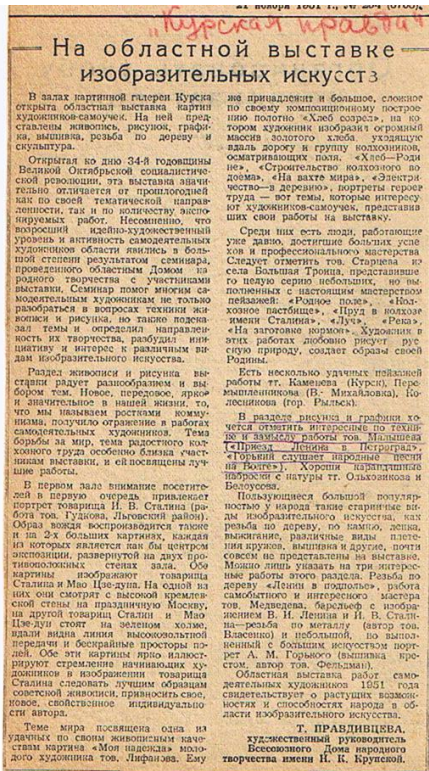 21 ноября 1951 г., №
„Курская правда“
На областной выставке
изобразительных искусств
В залах картинной галереи Курска
открыта областная выставка картин
художников-самоучек. На ней пред-
ставлены живопись, рисунок, графи-
ка, вышивка, резьба по дереву и
скульптура.
Открытая ко дню 34-й годовщины
Великой Октябрьской социалистиче-
ской революции, эта выставка значи-
тельно отличается от прошлогодней
как по своей тематической направ-
ленности, так и по количеству экспо-
нируемых работ. Несомненно, что
возросший идейно-художественный
уровень и активность самодеятельных
художников области явились в боль-
шой степени результатом семинара,
проведенного областным Домом на
родного творчества с участниками
выставки. Семинар помог многим са-
модеятельным художникам не только
разобраться в вопросах техники жи-
вописи и рисунка, но также подска-
зал темы и определил направлен-
ность их творчества, разбудил ини-
циативу и интерес к различным ви-
дам изобразительного искусства.
Раздел живописи и рисунка вы-
ставки радует разнообразием и вы-
бором тем. Новое, передовое, яркое
и значительное в нашей жизни, то,
что мы называем ростками комму-
низма, получило отражение в работах
самодеятельных художников. Тема
борьбы за мир, тема радостного кол-
хозного труда особенно близка участ-
никам выставки, и ей посвящены луч-
шие работы.
В первом зале внимание посетите-
лей в первую очередь привлекает
портрет товарища И. В. Сталина (ра-
бота тов. Гудкова, Льговский район).
Образ вождя воспроизводится также
и на 2-х больших картинах, каждая
из которых является как бы центром
экспозиции, развернутой на двух про-
тивоположных стенах зала. Обе
картины изображают товарища
Сталина и Мао Цзе-дуна. На одной из
них они смотрят с высокой кремлев-
ской стены на праздничную Москву,
на другой товарищ Сталин и Мао
Цзе-дун стоят на зеленом холме,
вдали видна линия высоковольтной
передачи и бескрайние просторы по-
лей. Обе эти картины ярко иллюст-
рируют стремление начинающих ху-
дожников в изображении товарища
Сталина следовать лучшим образцам
советской живописи, привносить свое,
новое, свойственное индивидуально-
сти автора.
Теме мира посвящена одна из
удачных по своим живописным каче-
ствам картина «Моя надежда» моло-
дого художника тов. Лифанова. Ему
же принадлежит и большое, сложное
по своему композиционному построе-
нию полотно «Хлеб созрел», на ко-
тором художник изобразил огромный
массив золотого хлеба, уходящую
вдаль дорогу и группу колхозников,
осматривающих поля. «Хлеб—Роди
не», «Строительство колхозного во
доема», «На вахте мира», «Электри-
чество—в деревню», портреты героев
труда — вот темы, которые интересу
ют художников-самоучек, представив
ших свои работы на выставку.
Среди них есть люди, работающие
уже давно, достигшие больших успе
хов и профессионального мастерства
Следует отметить тов. Старчева из
села Большая Троица, представивше
го целую серию небольших, но вы-
полненных с настоящим мастерством
пейзажей: «Родное поле», «Кол-
хозное пастбище», «Пруд в колхозе
имени Сталина», «Луч», «Река»,
«На заготовке кормов». Художник в
этих работах любовно рисует рус
скую природу, создает образы своей
Родины.
Есть несколько удачных пейзажей
работы тт. Каменева (Курск), Пере-
мышленникова (В.- Михайловка), Ко-
лесникова (гор. Рыльск).
В разделе рисунка и графики хо-
чется отметить интересные по техни-
ке и замыслу работы тов. Малышева
(«Приезд Ленина в Петроград»,
«Горький слушает народные песни
на Волге»). Хороши карандашные
наброски с натуры тт. Ольховикова и
Белоусова.
Пользующиеся большой популяр-
ностью у народа такие старинные ви-
ды изобразительного искусства, как
резьба по дереву, по камню, лепка,
выжигание, различные виды плете-
ния кружев, вышивка и другие, почти
совсем не представлены на выставке.
Можно лишь указать на три интерес-
ные работы этого раздела. Резьба по
дереву «Ленин в подполье», работа
самобытного и интересного мастера
тов. Медведева, барельеф с изобра-
жением В. И. Ленина и И. В. Стали-
на—резьба по металлу (автор тов.
Власенко) и небольшой, но выпол-
ненный с большим искусством порт-
рет А. М. Горького (вышивка кре-
стом, автор тов. Фельдман).
Областная выставка работ само-
деятельных художников 1951 года
свидетельствует о растущих возмож-
ностях и способностях народа в об-
ласти изобразительного искусства.
Т. ПРАВДИВЦЕВА,
художественный руководитель
Всесоюзного Дома народного
творчества имени Н. К. Крупской.